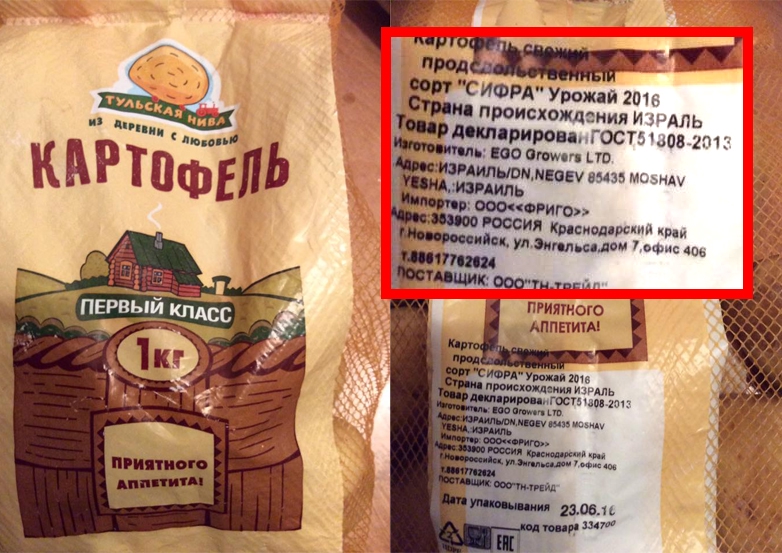 ТУЛЬСКАЯ НИВА
ИЗ ДЕРЕВНИ С ЛЮБОВЬЮ
КАРТОФЕЛЬ
ПЕРВЫЙ КЛАСС
1кг
ПРИЯТНОГО
АППЕТИТА!
Картофель свежий
продовольственный
сорт "СИФРА" Урожай 2016
Страна происхождения ИЗРАЛЬ
Товар декларированГОСТ51808-2013
Изготовитель: EGO Growers LTD.
Адрес:ИЗРАИЛЬ/DN,NEGEV 85435 MOSHAV
YESHA,:ИЗРАИЛЬ
Импортер: ООО<<ФРИГО>>
Адрес:353900 РОССИЯ Краснодарский край
г.Новороссийск, ул.Энгельса,дом 7,офис 406
т.88617762624
ПОСТАВЩИК: ООО"ТН-ТРЕЙД"
ПРИЯТНОГО
АППЕТИТА!
Картофель свежий
продовольственный
сорт "СИФРА" Урожай 2016
Страна происхождения ИЗРАЛЬ
Товар декларированГОСТ51808-2013
Изготовитель: EGO Growers LTD.
Адрес:ИЗРАИЛЬ/DN,NEGEV 85435 MOSHAV
YESHA,:ИЗРАИЛЬ
Импортер: ООО<<ФРИГО>>
Адрес:353900 РОССИЯ Краснодарский край
г.Новороссийск, ул.Энгельса,дом 7,офис 406
т.88617762624
ПОСТАВЩИК: ООО"ТН-ТРЕЙД"
Дата упаковывания 23.06.16
код товара 334700
EAC